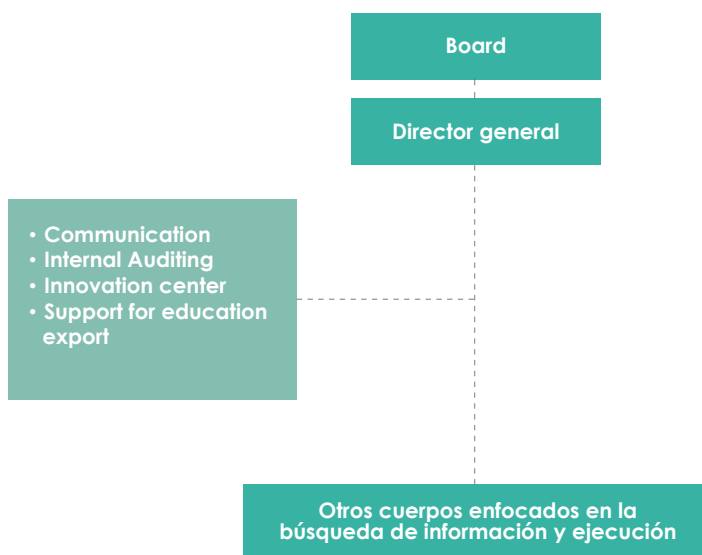 Board
Director general
• Communication
• Internal Auditing
• Innovation center
• Support for education
export
Otros cuerpos enfocados en la
búsqueda de información y ejecución